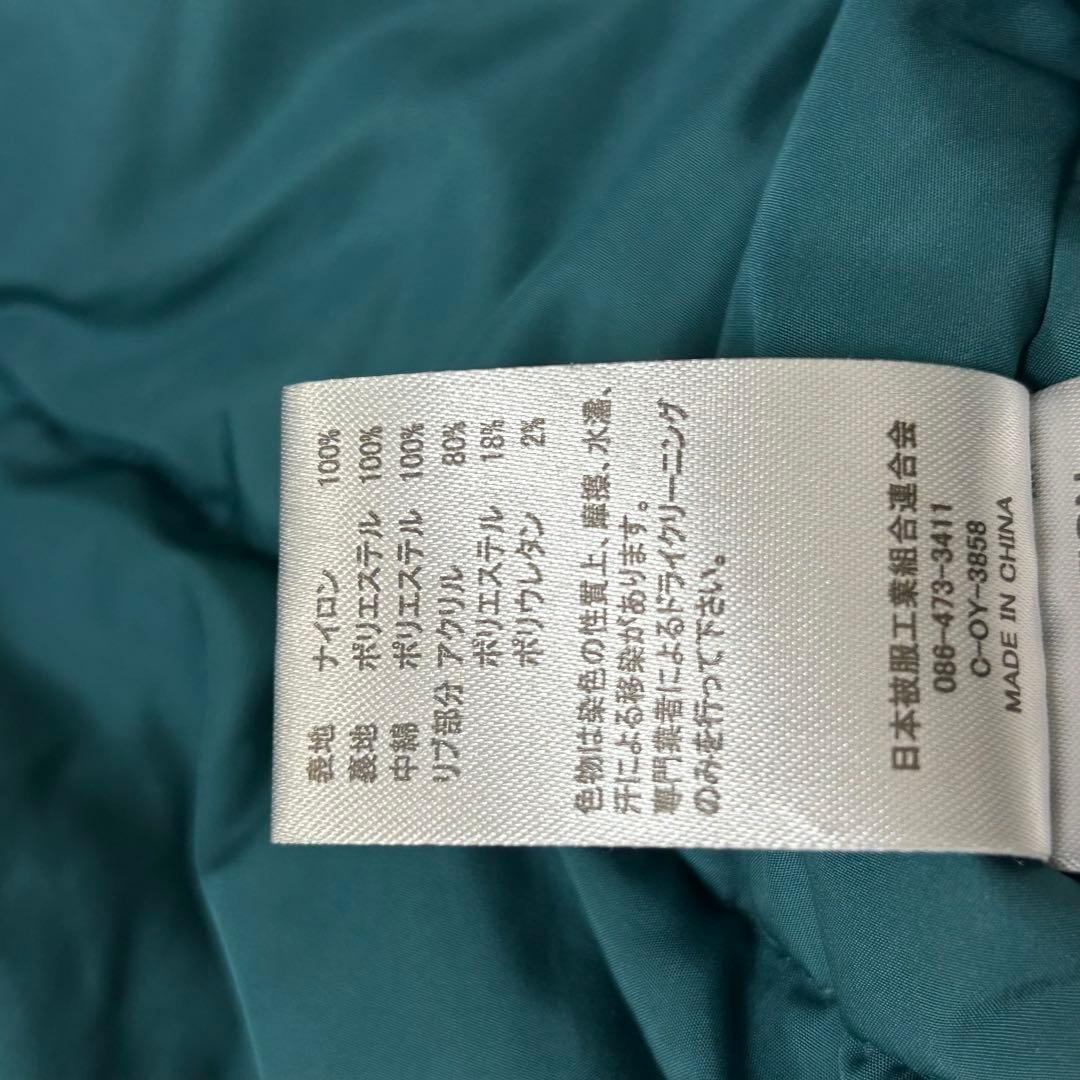 表地 ナイロン 100%
裏地 ポリエステル 100%
中綿 ポリエステル 100%
リブ部分 アクリル 80%
ポリエステル 18%
ポリウレタン 2%
色物は染色の性質上、摩擦、水濡、
汗による移染があります。
専門業者によるドライクリーニング
のみを行って下さい。
日本被服工業組合連合会
086-473-3411
C-OY-3858
MADE IN CHINA